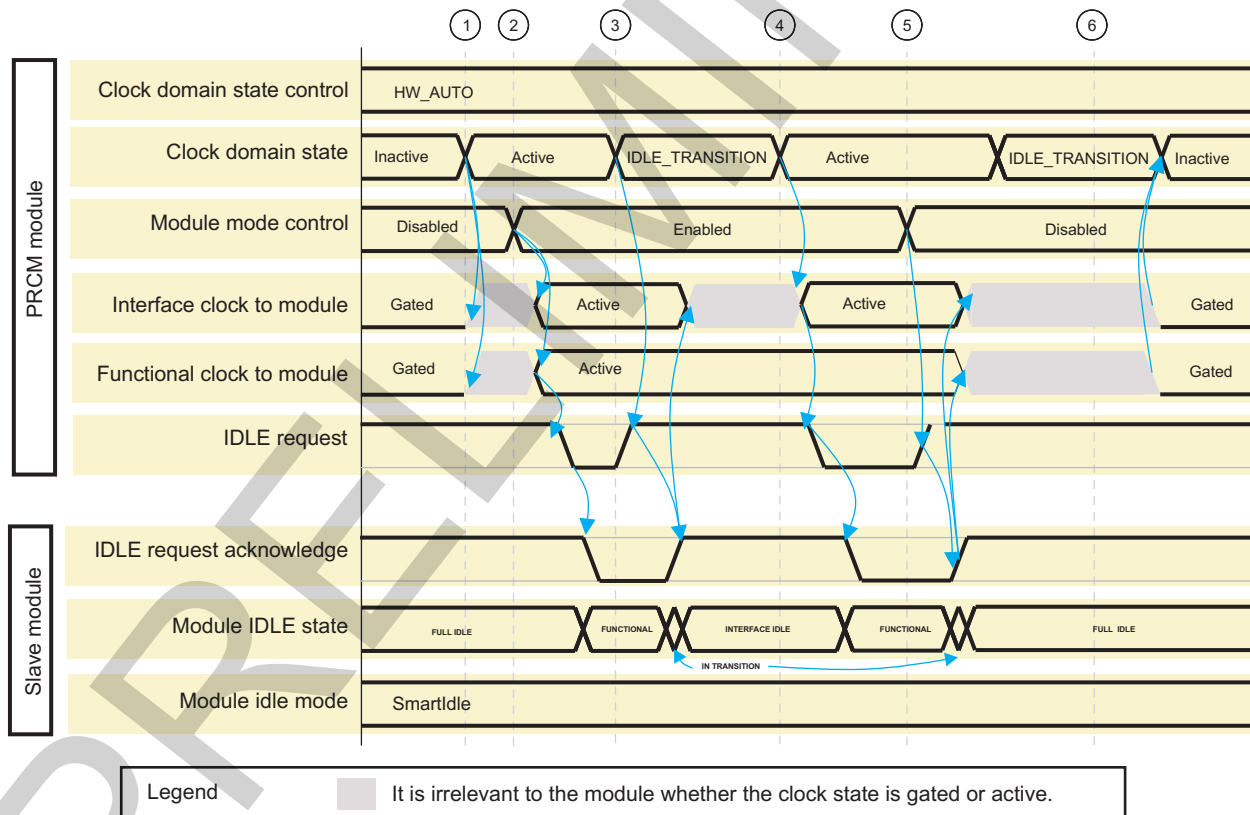 1 2 3 4 5 6
PRCM module
Clock domain state control HW_AUTO
Clock domain state Inactive Active IDLE_TRANSITION Active IDLE_TRANSITION Inactive
Module mode control Disabled Enabled Disabled
Interface clock to module Gated Active Active Gated
Functional clock to module Gated Active Gated
IDLE request
Slave module
IDLE request acknowledge
Module IDLE state FULL IDLE FUNCTIONAL INTERFACE IDLE FUNCTIONAL FULL IDLE
IN TRANSITION
Module idle mode SmartIdle
Legend It is irrelevant to the module whether the clock state is gated or active.
PRELIMI